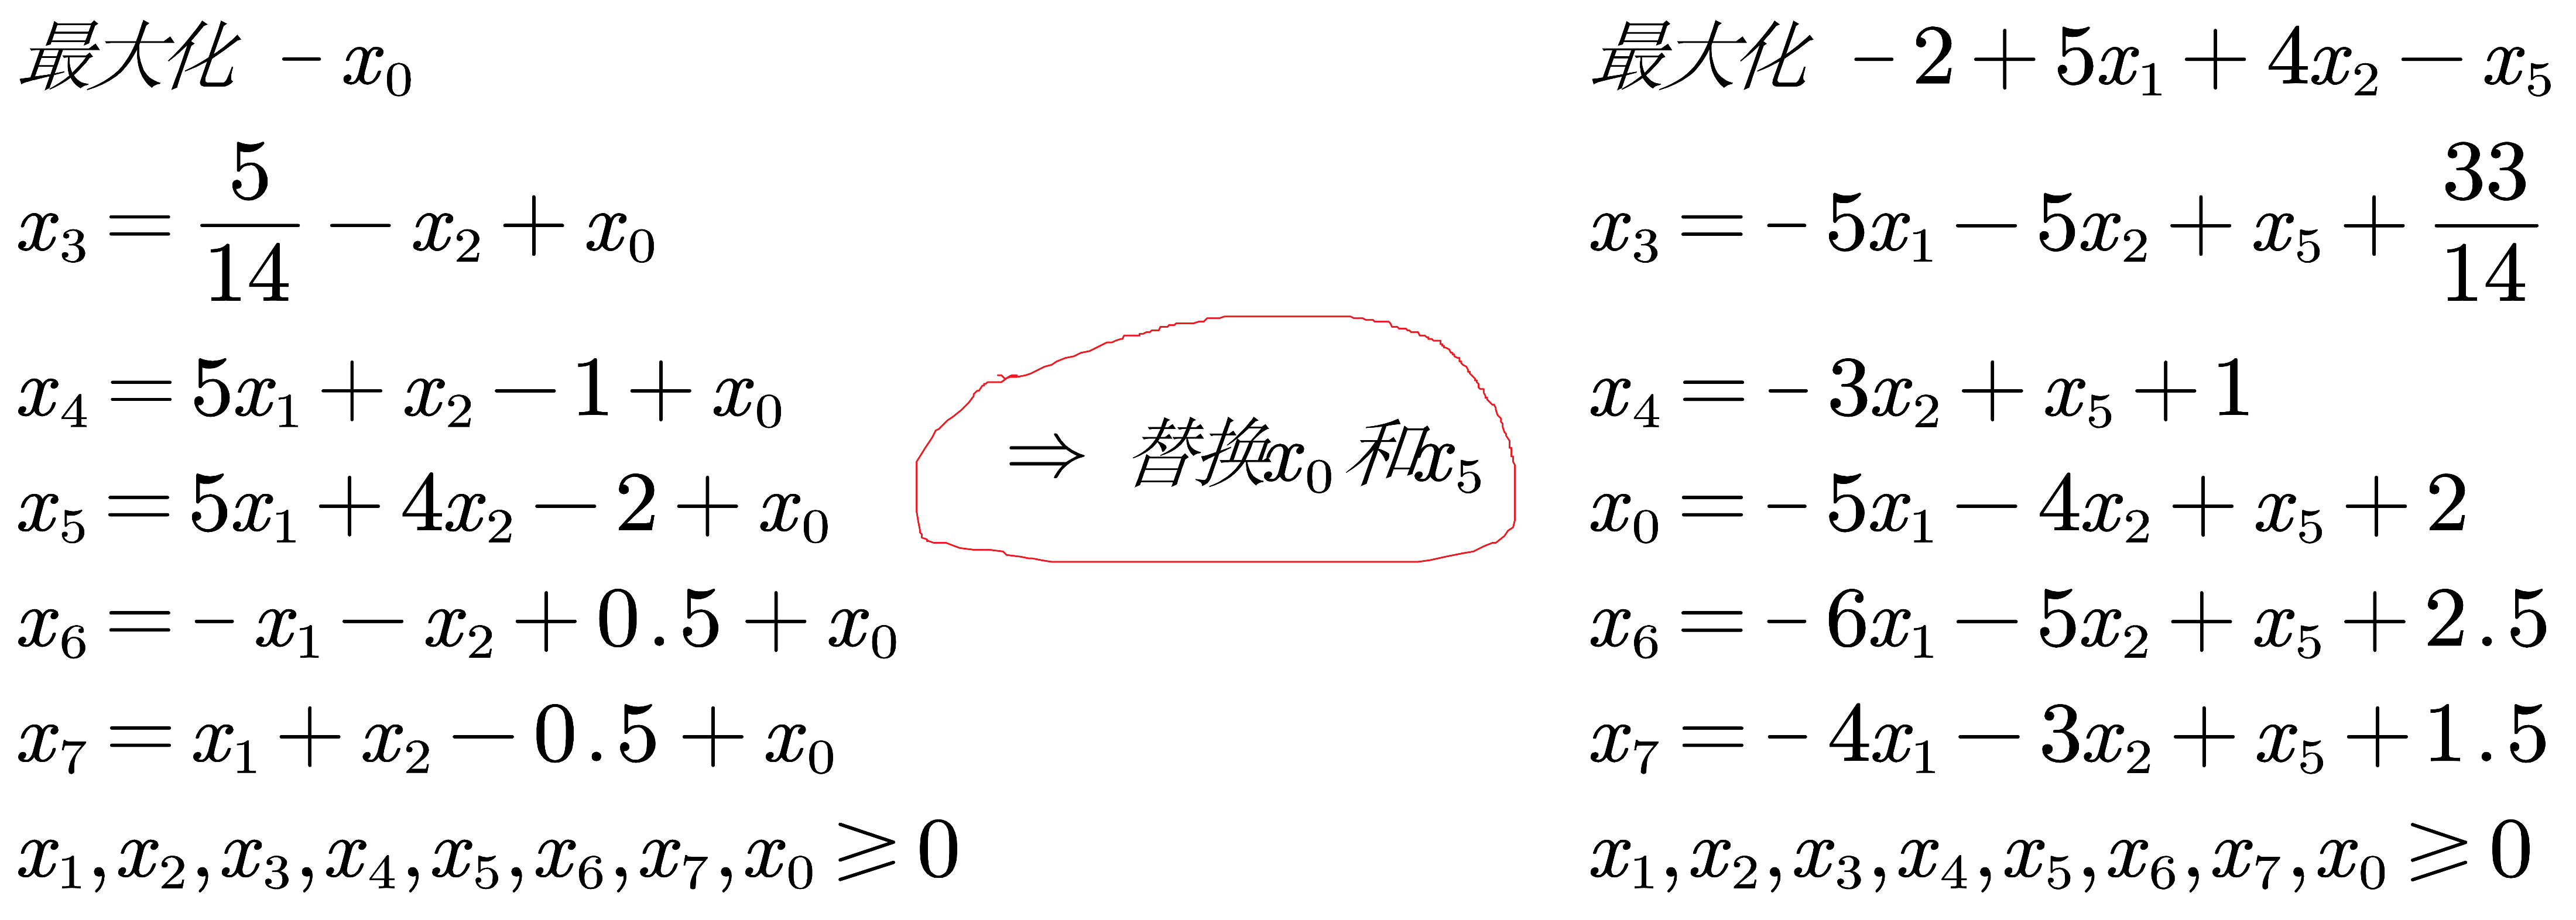 最大化 -x₀
x₃ = 5/14 - x₂ + x₀
x₄ = 5x₁ + x₂ - 1 + x₀
x₅ = 5x₁ + 4x₂ - 2 + x₀
x₆ = -x₁ - x₂ + 0.5 + x₀
x₇ = x₁ + x₂ - 0.5 + x₀
x₁,x₂,x₃,x₄,x₅,x₆,x₇,x₀ ⩾ 0
⇒ 替换x₀和x₅
最大化 -2 + 5x₁ + 4x₂ - x₅
x₃ = -5x₁ - 5x₂ + x₅ + 33/14
x₄ = -3x₂ + x₅ + 1
x₀ = -5x₁ - 4x₂ + x₅ + 2
x₆ = -6x₁ - 5x₂ + x₅ + 2.5
x₇ = -4x₁ - 3x₂ + x₅ + 1.5
x₁,x₂,x₃,x₄,x₅,x₆,x₇,x₀ ⩾ 0